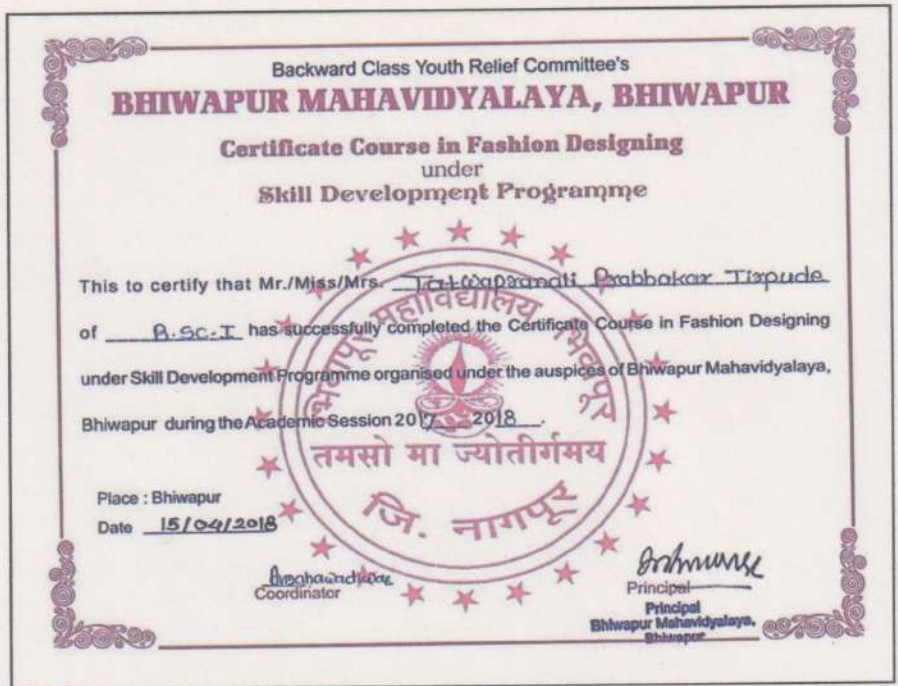 Backward Class Youth Relief Committee's
BHIWAPUR MAHAVIDYALAYA, BHIWAPUR
Certificate Course in Fashion Designing
under
Skill Development Programme
This to certify that Mr./Miss/Mrs. Tatwapranali Prabhakar Tirpude
of B.SC.I has successfully completed the Certificate Course in Fashion Designing
under Skill Development Programme organised under the auspices of Bhiwapur Mahavidyalaya,
Bhiwapur during the Academic Session 2017 - 2018.
भिवापूर महाविद्यालय भिवापूर
तमसो मा ज्योतीर्गमय
जि. नागपूर
Place : Bhiwapur
Date 15/04/2018
Coordinator
Principal
Principal
Bhiwapur Mahavidyalaya,
Bhiwapur